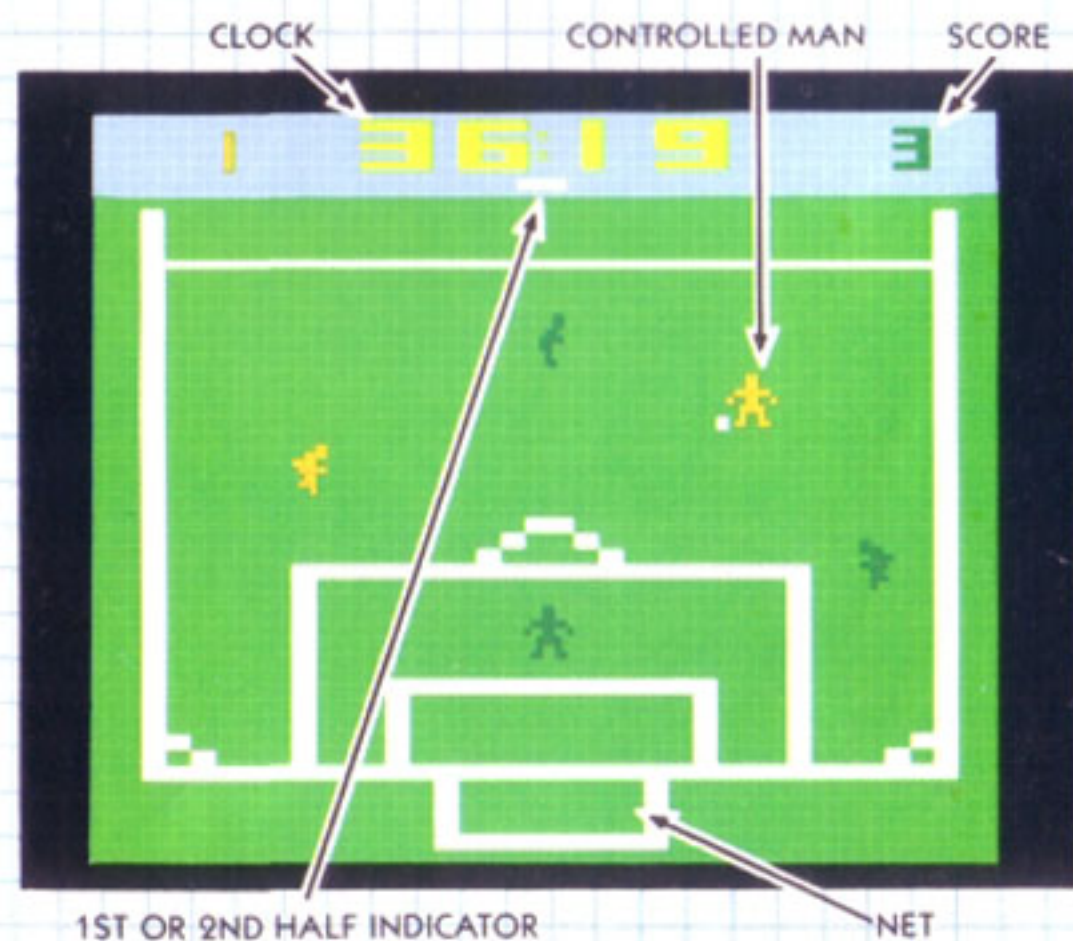 CLOCK CONTROLLED MAN SCORE
1 36:19 3
1ST OR 2ND HALF INDICATOR NET